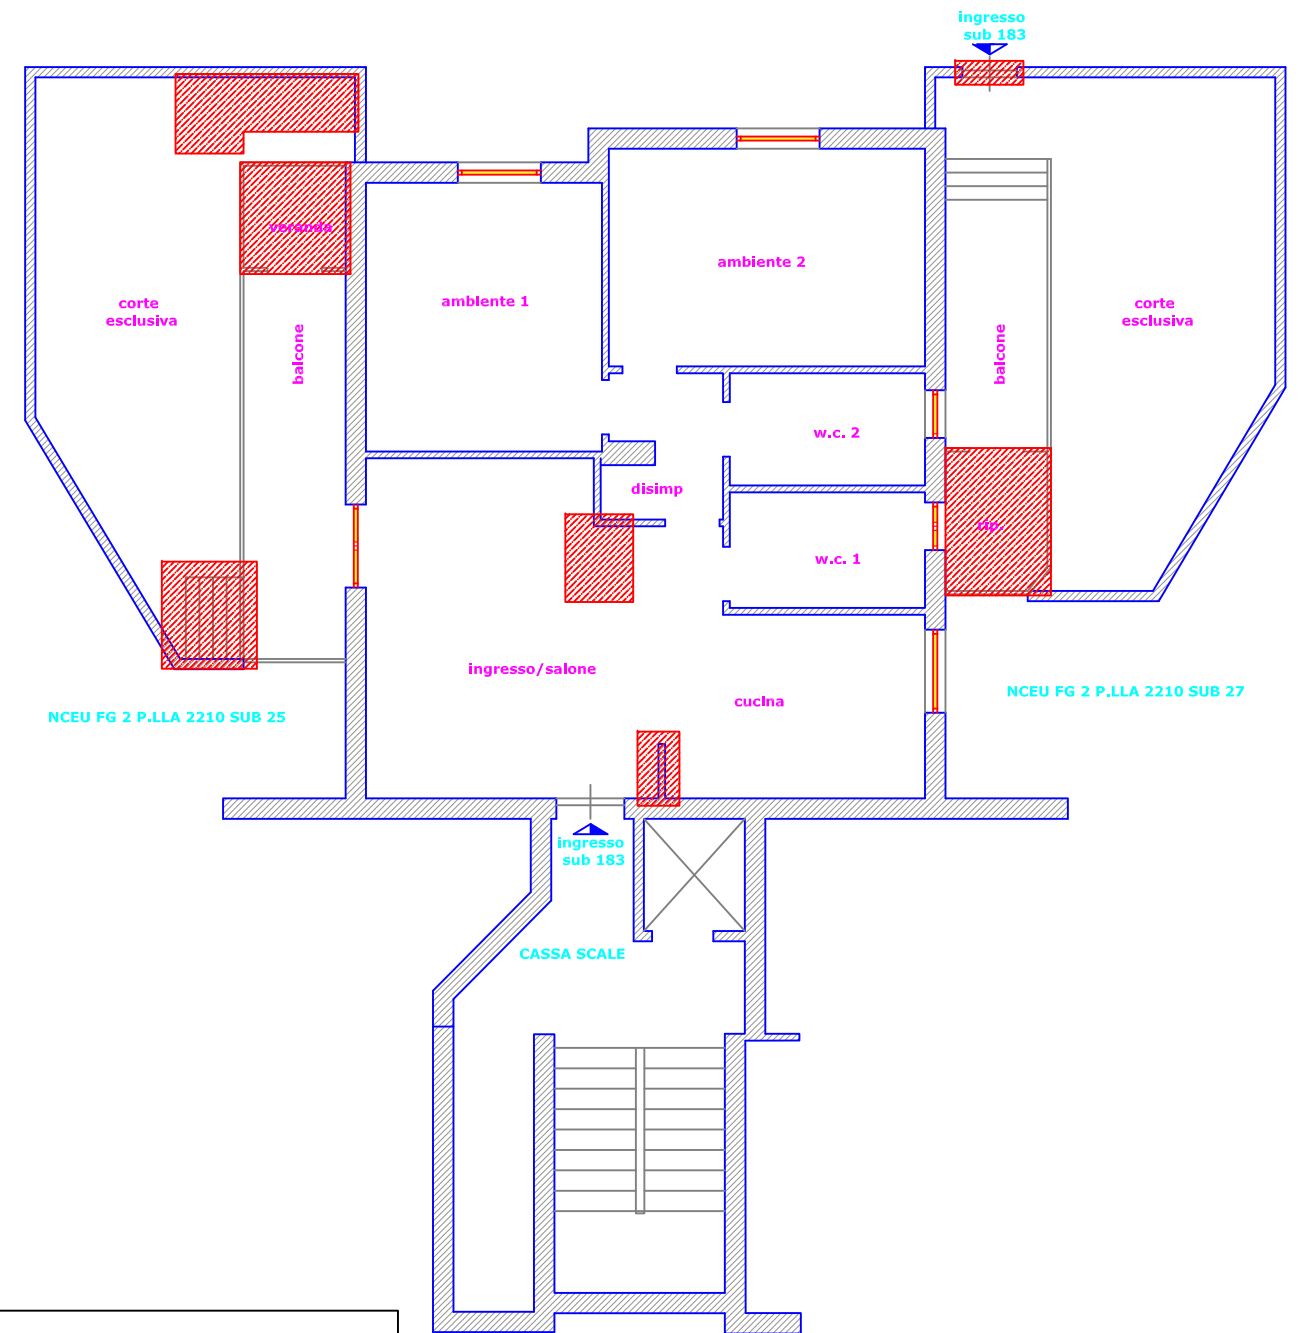 ingresso
sub 183
veranda
ambiente 2
ambiente 1
corte
esclusiva
corte
esclusiva
balcone
balcone
w.c. 2
disimp
rip.
w.c. 1
ingresso/salone
cucina
NCEU FG 2 P.LLA 2210 SUB 25
NCEU FG 2 P.LLA 2210 SUB 27
ingresso
sub 183
CASSA SCALE